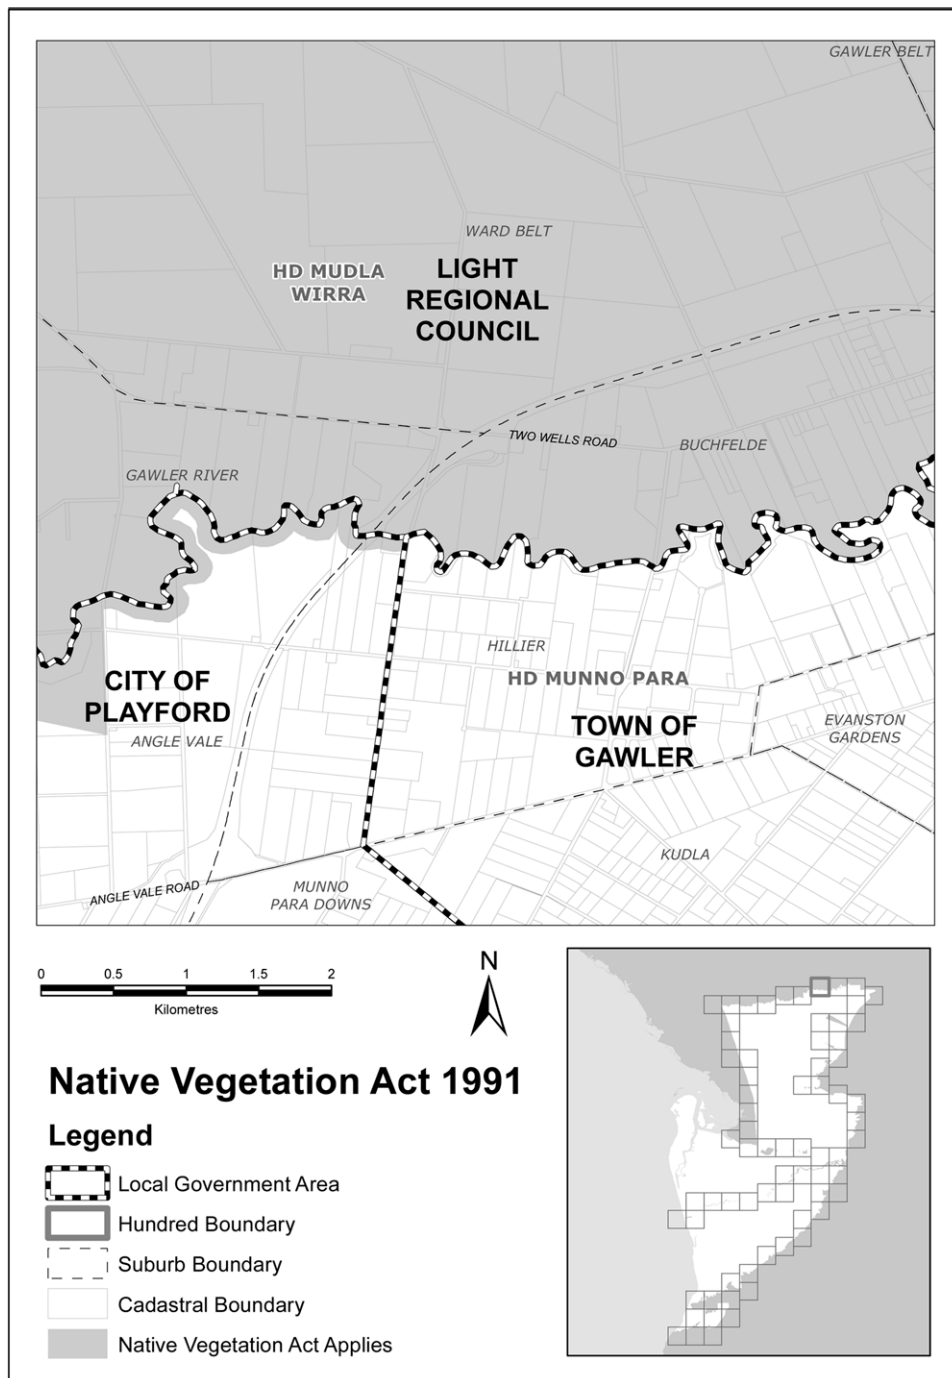 GAWLER BELT
WARD BELT
HD MUDLA
WIRRA
LIGHT
REGIONAL
COUNCIL
TWO WELLS ROAD
BUCHFELDE
GAWLER RIVER
HILLIER
HD MUNNO PARA
CITY OF
PLAYFORD
ANGLE VALE
TOWN OF
GAWLER
EVANSTON
GARDENS
KUDLA
ANGLE VALE ROAD
MUNNO
PARA DOWNS
0 0.5 1 1.5 2
Kilometres
N
Native Vegetation Act 1991
Legend
Local Government Area
Hundred Boundary
Suburb Boundary
Cadastral Boundary
Native Vegetation Act Applies